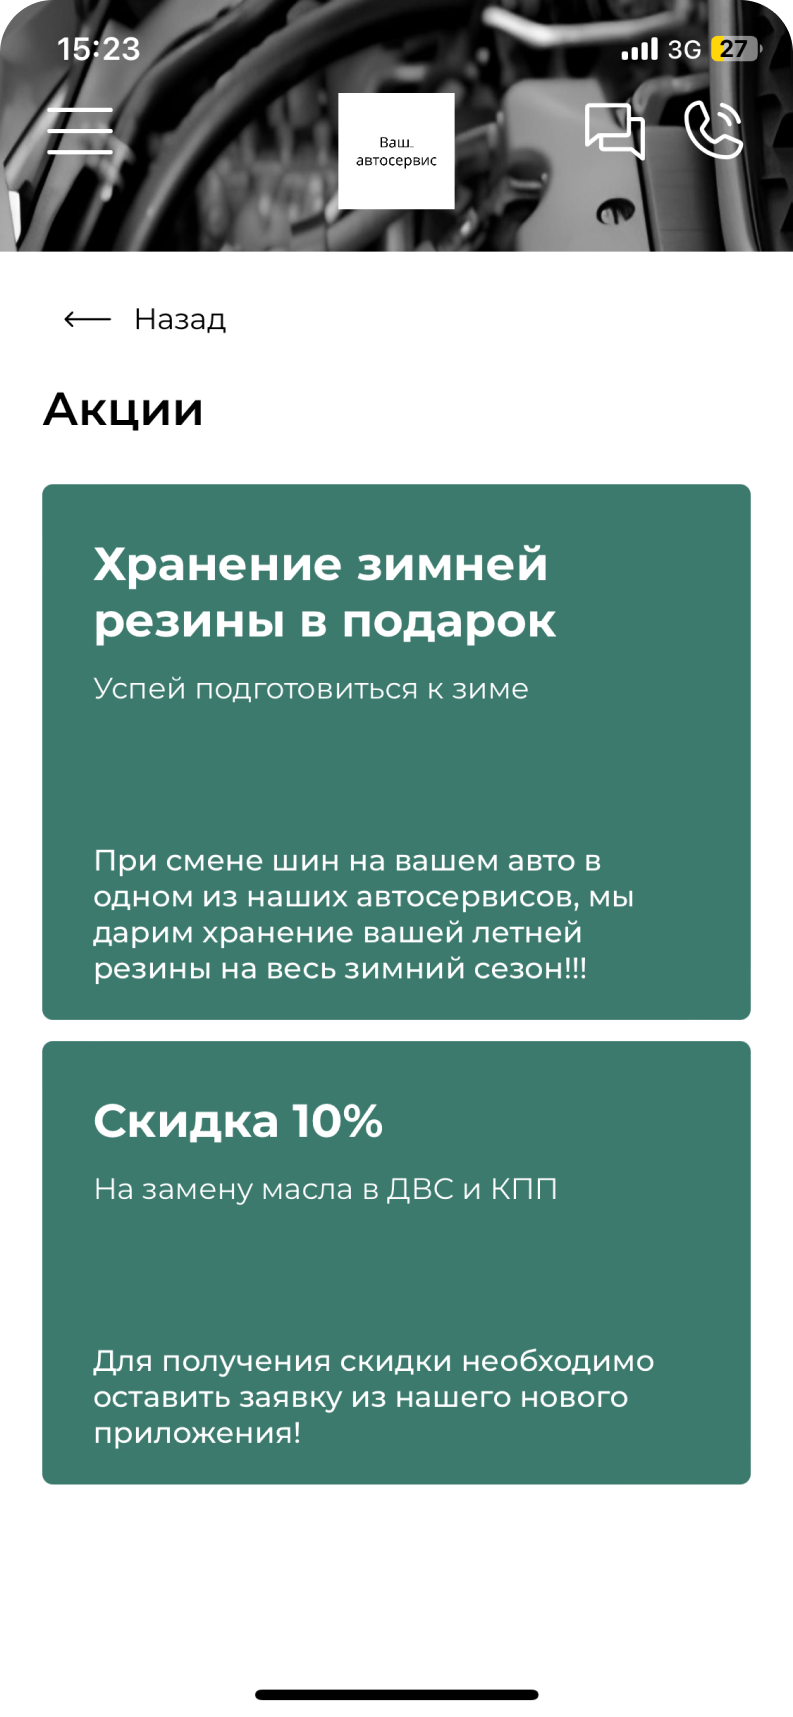 15:23
3G 27
Ваш
автосервис
Назад
Акции
Хранение зимней
резины в подарок
Успей подготовиться к зиме
При смене шин на вашем авто в
одном из наших автосервисов, мы
дарим хранение вашей летней
резины на весь зимний сезон!!!
Скидка 10%
На замену масла в ДВС и КПП
Для получения скидки необходимо
оставить заявку из нашего нового
приложения!